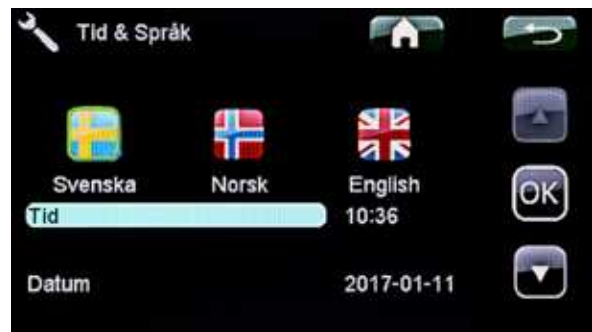 Tid & Språk
Svenska Norsk English
OK
Tid 10:36
Datum 2017-01-11